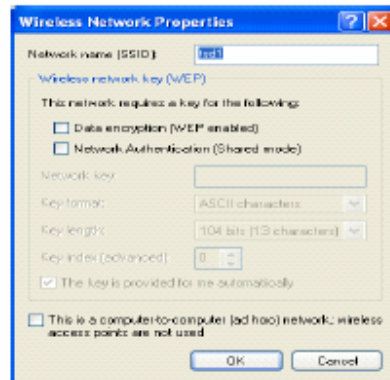 Wireless Network Properties
Network name (SSID):
Wireless network key (WEP)
This network requires a key for the following:
Data encryption (WEP enabled)
Network Authentication (Shared mode)
Network key:
Key format:
ASCII characters
Key length:
104 bits (13 characters)
Key index (advanced):
0
The key is provided for me automatically
This is a computer-to-computer (ad hoc) network; wireless
access points are not used
OK
Cancel